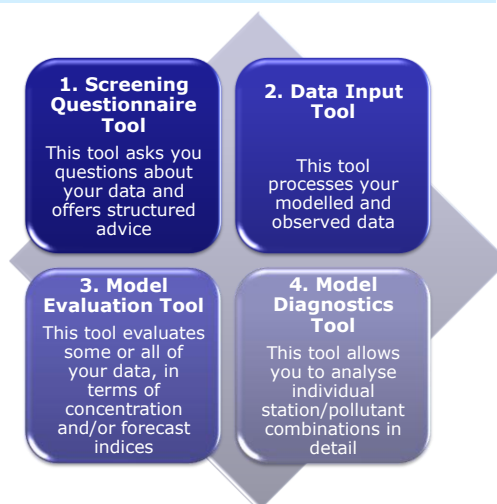 1. Screening
Questionnaire
Tool
This tool asks you
questions about
your data and
offers structured
advice
2. Data Input
Tool
This tool
processes your
modelled and
observed data
3. Model
Evaluation Tool
This tool evaluates
some or all of
your data, in
terms of
concentration
and/or forecast
indices
4. Model
Diagnostics
Tool
This tool allows
you to analyse
individual
station/pollutant
combinations in
detail